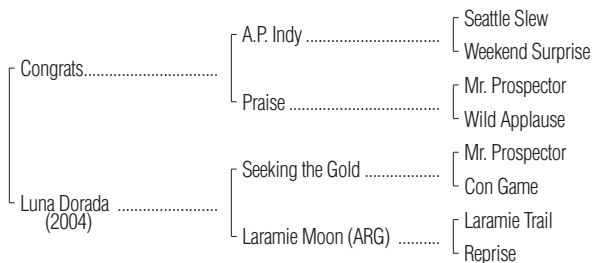 Seattle Slew
A.P. Indy ........................................
Weekend Surprise
Congrats........................................
Mr. Prospector
Praise ........................................
Wild Applause
Mr. Prospector
Seeking the Gold ....................
Con Game
Luna Dorada ..............................
(2004)
Laramie Trail
Laramie Moon (ARG) ..........
Reprise